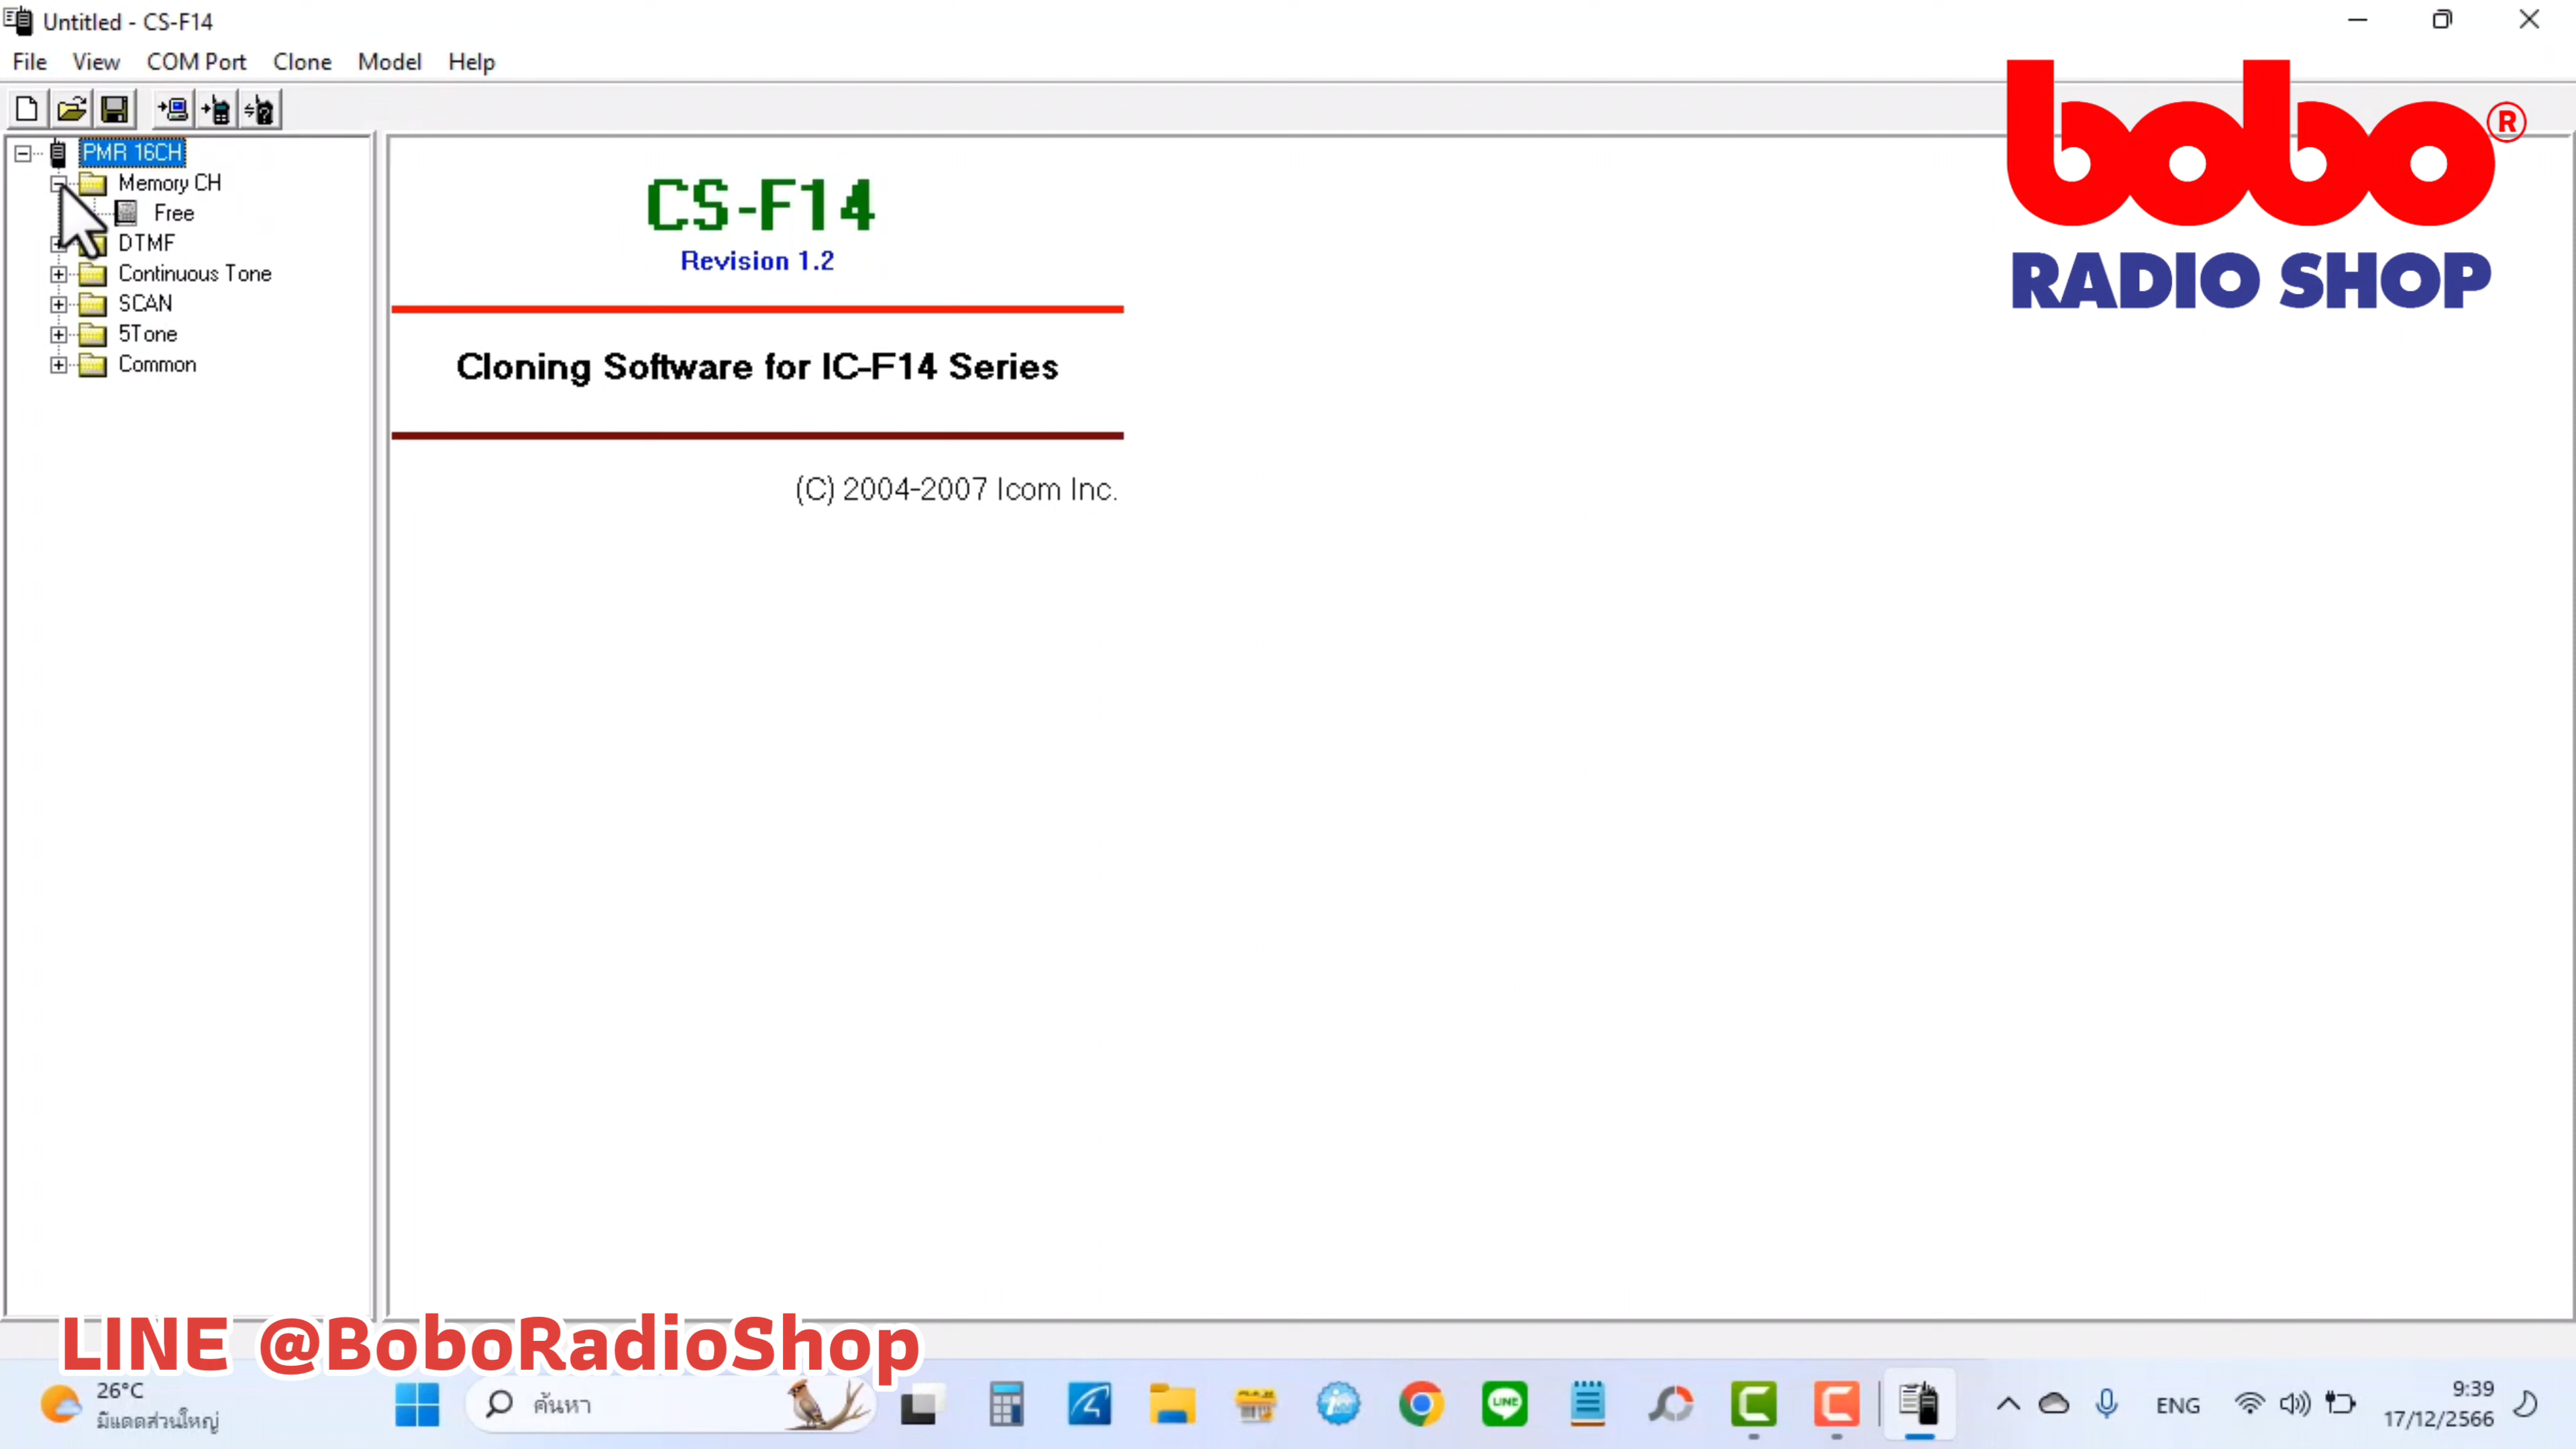 Untitled - CS-F14
File View COM Port Clone Model Help
bobo®
RADIO SHOP
PMR 16CH
Memory CH
Free
DTMF
Continuous Tone
SCAN
5Tone
Common
CS-F14
Revision 1.2
Cloning Software for IC-F14 Series
(C) 2004-2007 Icom Inc.
LINE @BoboRadioShop
26°C
มีแดดส่วนใหญ่
ค้นหา
LINE
ENG
9:39
17/12/2566